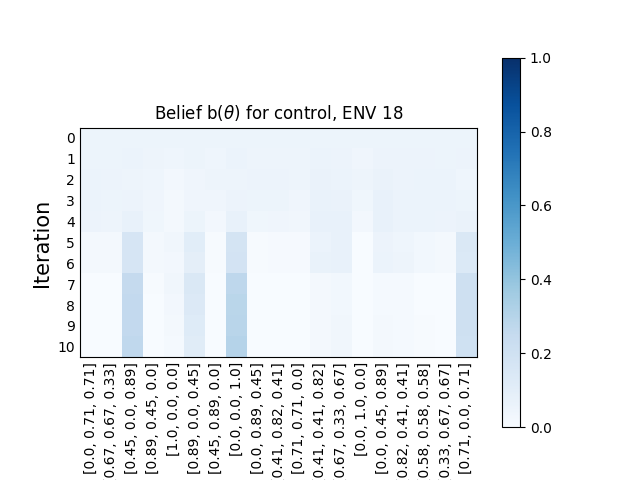 Belief b(θ) for control, ENV 18
Iteration
0
1
2
3
4
5
6
7
8
9
10
[0.0, 0.71, 0.71]
0.67, 0.67, 0.33]
[0.45, 0.0, 0.89]
[0.89, 0.45, 0.0]
[1.0, 0.0, 0.0]
[0.89, 0.0, 0.45]
[0.45, 0.89, 0.0]
[0.0, 0.0, 1.0]
[0.0, 0.89, 0.45]
0.41, 0.82, 0.41]
[0.71, 0.71, 0.0]
0.41, 0.41, 0.82]
0.67, 0.33, 0.67]
[0.0, 1.0, 0.0]
[0.0, 0.45, 0.89]
0.82, 0.41, 0.41]
0.58, 0.58, 0.58]
0.33, 0.67, 0.67]
[0.71, 0.0, 0.71]
1.0
0.8
0.6
0.4
0.2
0.0